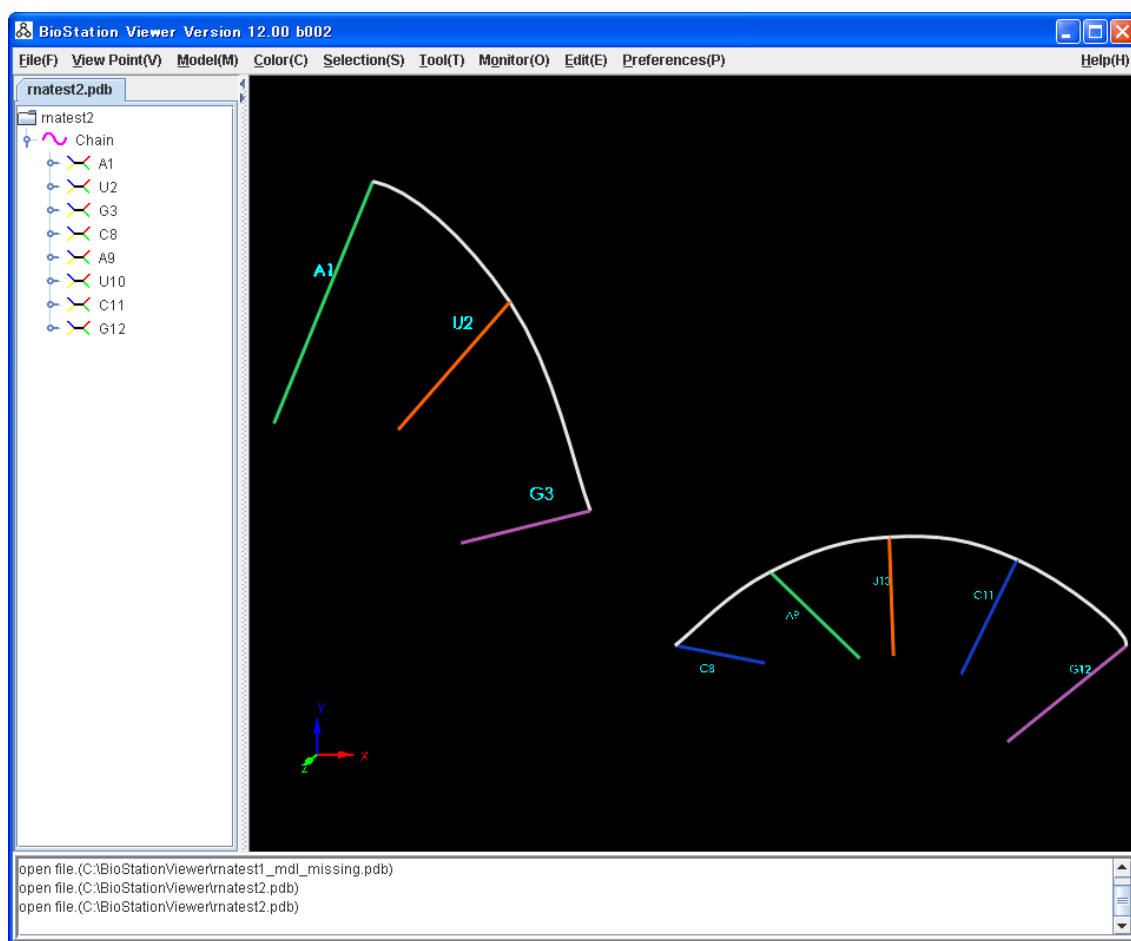 BioStation Viewer Version 12.00 b002
File(F) View Point(V) Model(M) Color(C) Selection(S) Tool(T) Monitor(O) Edit(E) Preferences(P) Help(H)
rnatest2.pdb
rnatest2
Chain
A1
U2
G3
C8
A9
U10
C11
G12
A1
U2
G3
J13
C11
A9
C8
G12
Y
X
Z
open file.(C:\BioStationViewer\rnatest1_mdl_missing.pdb)
open file.(C:\BioStationViewer\rnatest2.pdb)
open file.(C:\BioStationViewer\rnatest2.pdb)